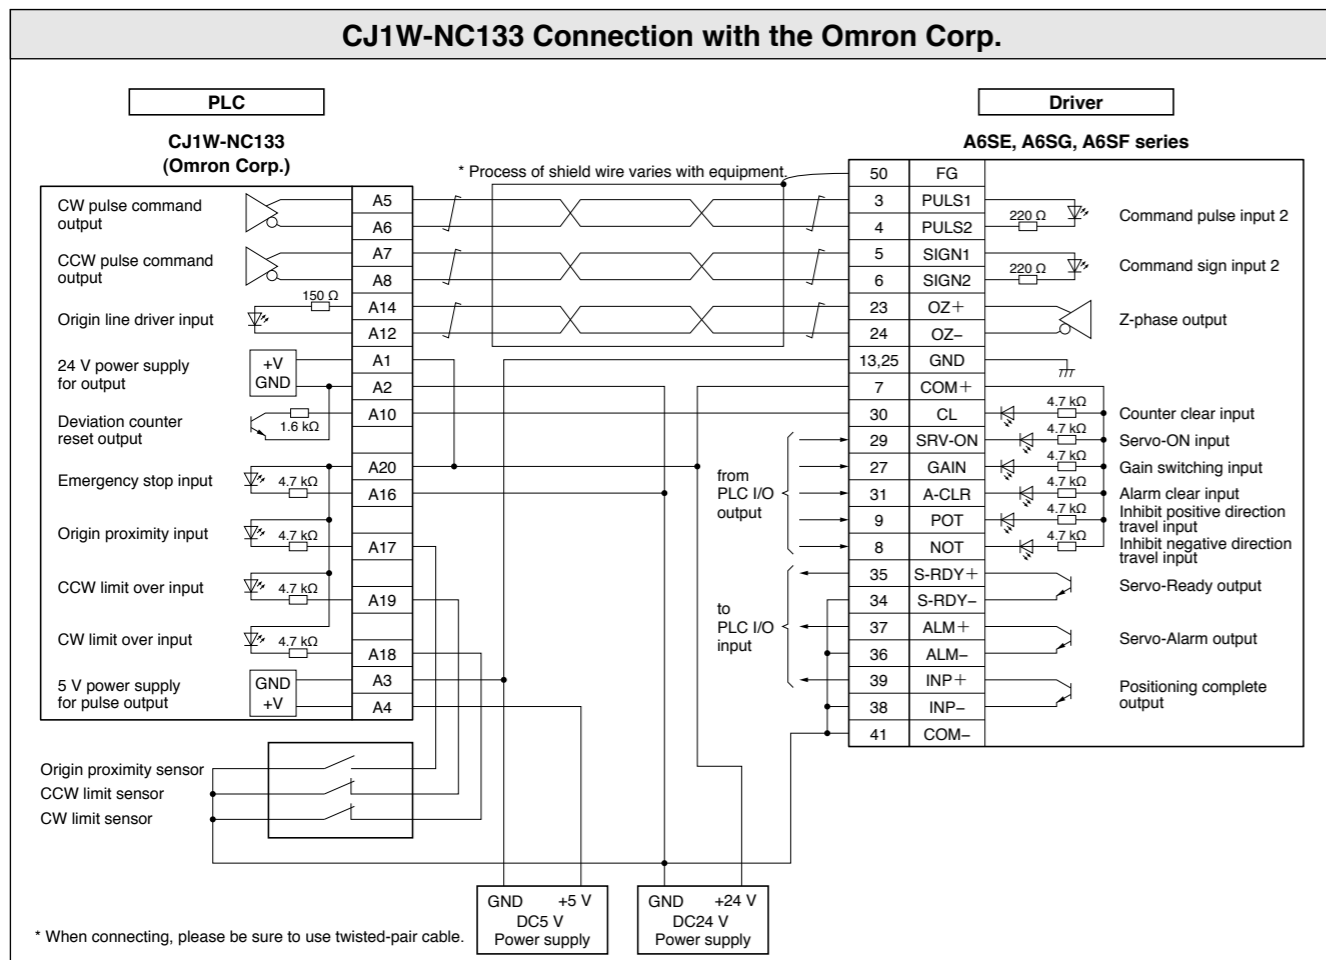 CJ1W-NC133 Connection with the Omron Corp.
PLC
Driver
CJ1W-NC133
(Omron Corp.)
A6SE, A6SG, A6SF series
* Process of shield wire varies with equipment.
CW pulse command
output
CCW pulse command
output
150 Ω
Origin line driver input
24 V power supply
for output
+V
GND
Deviation counter
reset output
1.6 kΩ
Emergency stop input
4.7 kΩ
Origin proximity input
4.7 kΩ
CCW limit over input
4.7 kΩ
CW limit over input
4.7 kΩ
5 V power supply
for pulse output
GND
+V
A5
A6
A7
A8
A14
A12
A1
A2
A10
A20
A16
A17
A19
A18
A3
A4
from
PLC I/O
output
to
PLC I/O
input
50 FG
3 PULS1
4 PULS2
5 SIGN1
6 SIGN2
23 OZ+
24 OZ−
13,25 GND
7 COM+
30 CL
29 SRV-ON
27 GAIN
31 A-CLR
9 POT
8 NOT
35 S-RDY+
34 S-RDY−
37 ALM+
36 ALM−
39 INP+
38 INP−
41 COM−
220 Ω
Command pulse input 2
220 Ω
Command sign input 2
Z-phase output
4.7 kΩ
Counter clear input
4.7 kΩ
Servo-ON input
4.7 kΩ
Gain switching input
4.7 kΩ
Alarm clear input
4.7 kΩ
Inhibit positive direction
travel input
4.7 kΩ
Inhibit negative direction
travel input
Servo-Ready output
Servo-Alarm output
Positioning complete
output
Origin proximity sensor
CCW limit sensor
CW limit sensor
GND +5 V
DC5 V
Power supply
GND +24 V
DC24 V
Power supply
* When connecting, please be sure to use twisted-pair cable.